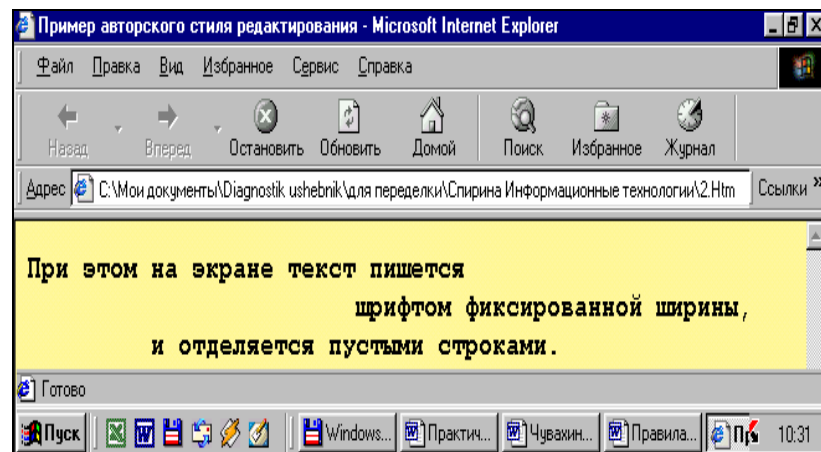 Пример авторского стиля редактирования - Microsoft Internet Explorer
Файл Правка Вид Избранное Сервис Справка
Назад Вперед Остановить Обновить Домой Поиск Избранное Журнал
Адрес C:\Мои документы\Diagnostik ushebnik\для переделки\Спирина Информационные технологии\2.Htm Ссылки »
При этом на экране текст пишется
шрифтом фиксированной ширины,
и отделяется пустыми строками.
Готово
Пуск Windows... Практич... Чувахин... Правила... 10:31